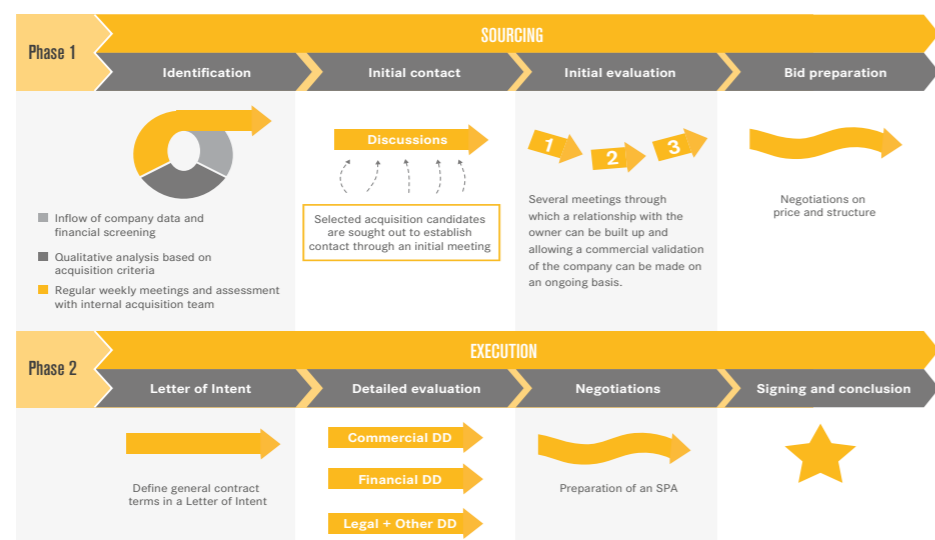 Phase 1
SOURCING
Identification
Initial contact
Initial evaluation
Bid preparation
Inflow of company data and
financial screening
Qualitative analysis based on
acquisition criteria
Regular weekly meetings and assessment
with internal acquisition team
Discussions
Selected acquisition candidates
are sought out to establish
contact through an initial meeting
1
2
3
Several meetings through
which a relationship with the
owner can be built up and
allowing a commercial validation
of the company can be made on
an ongoing basis.
Negotiations on
price and structure
Phase 2
EXECUTION
Letter of Intent
Detailed evaluation
Negotiations
Signing and conclusion
Define general contract
terms in a Letter of Intent
Commercial DD
Financial DD
Legal + Other DD
Preparation of an SPA